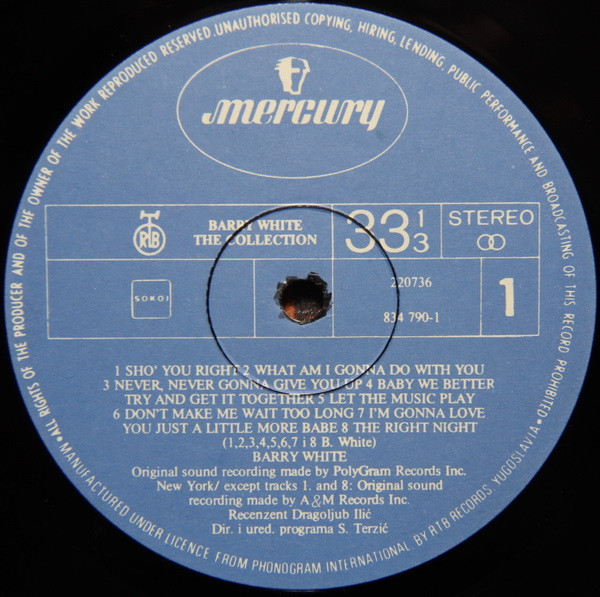 • ALL RIGHTS OF THE PRODUCER AND OF THE OWNER OF THE WORK REPRODUCED RESERVED. UNAUTHORISED COPYING, HIRING, LENDING, PUBLIC PERFORMANCE AND BROADCASTING OF THIS RECORD PROHIBITED •
mercury
RTB
BARRY WHITE
THE COLLECTION
33 1/3
STEREO
SOKOJ
220736
834 790-1
1
1 SHO' YOU RIGHT 2 WHAT AM I GONNA DO WITH YOU
3 NEVER, NEVER GONNA GIVE YOU UP 4 BABY WE BETTER
TRY AND GET IT TOGETHER 5 LET THE MUSIC PLAY
6 DON'T MAKE ME WAIT TOO LONG 7 I'M GONNA LOVE
YOU JUST A LITTLE MORE BABE 8 THE RIGHT NIGHT
(1,2,3,4,5,6,7 i 8 B. White)
BARRY WHITE
Original sound recording made by PolyGram Records Inc.
New York/ except tracks 1. and 8: Original sound
recording made by A&M Records Inc.
Recenzent Dragoljub Ilić
Dir. i ured. programa S. Terzić
MANUFACTURED UNDER LICENCE FROM PHONOGRAM INTERNATIONAL B.V. BY RTB RECORDS, YUGOSLAVIA •